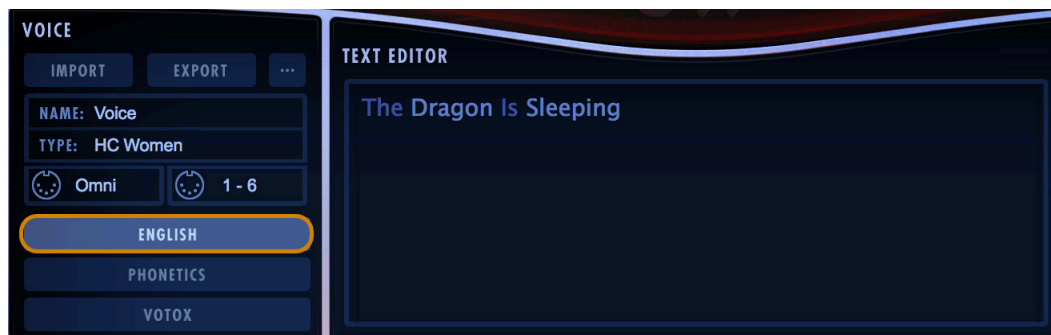 VOICE
IMPORT EXPORT ...
NAME: Voice
TYPE: HC Women
Omni 1 - 6
ENGLISH
PHONETICS
VOTOX
TEXT EDITOR
The Dragon Is Sleeping